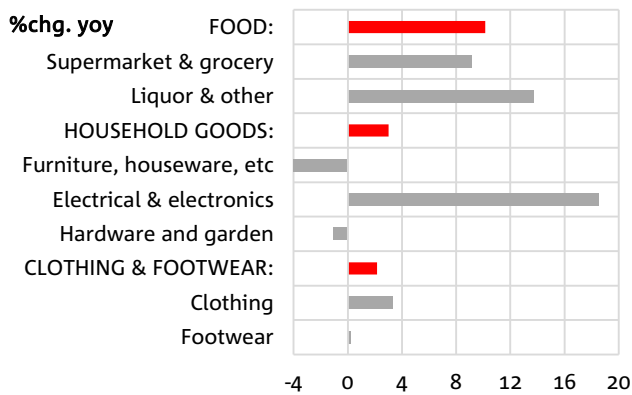 %chg. yoy
FOOD:
Supermarket & grocery
Liquor & other
HOUSEHOLD GOODS:
Furniture, houseware, etc
Electrical & electronics
Hardware and garden
CLOTHING & FOOTWEAR:
Clothing
Footwear
-4 0 4 8 12 16 20